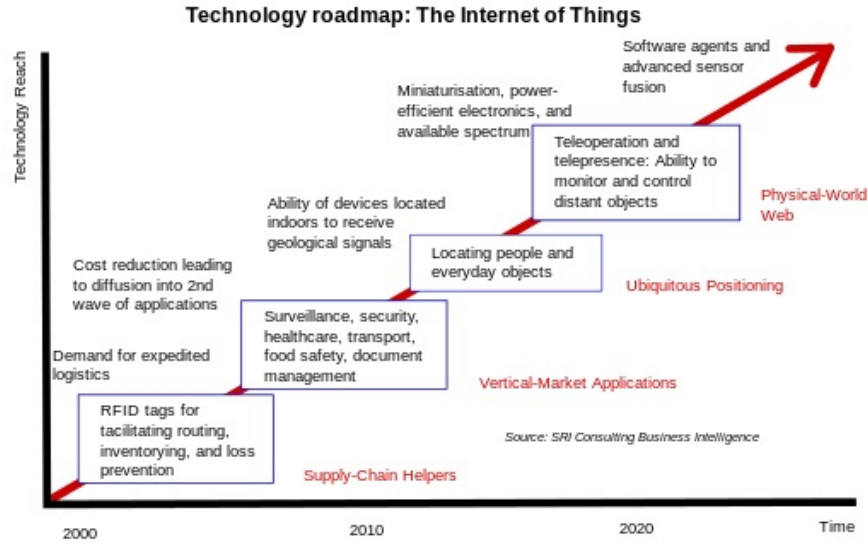 Technology roadmap: The Internet of Things
Technology Reach
Software agents and
advanced sensor
fusion
Miniaturisation, power-
efficient electronics, and
available spectrum
Teleoperation and
telepresence: Ability to
monitor and control
distant objects
Physical-World
Web
Ability of devices located
indoors to receive
geological signals
Locating people and
everyday objects
Ubiquitous Positioning
Cost reduction leading
to diffusion into 2nd
wave of applications
Surveillance, security,
healthcare, transport,
food safety, document
management
Vertical-Market Applications
Demand for expedited
logistics
RFID tags for
tacilitating routing,
inventorying, and loss
prevention
Supply-Chain Helpers
Source: SRI Consulting Business Intelligence
2000
2010
2020
Time